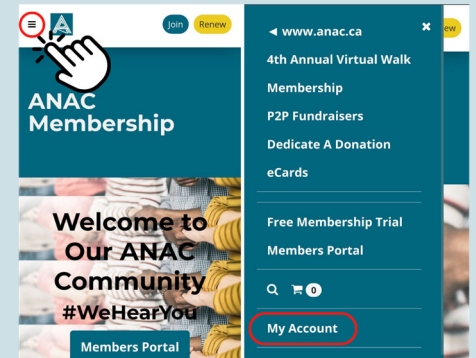 Join
Renew
ANAC
Membership
Welcome to
Our ANAC
Community
#WeHearYou
Members Portal
◄ www.anac.ca
4th Annual Virtual Walk
Membership
P2P Fundraisers
Dedicate A Donation
eCards
Free Membership Trial
Members Portal
0
My Account
ew